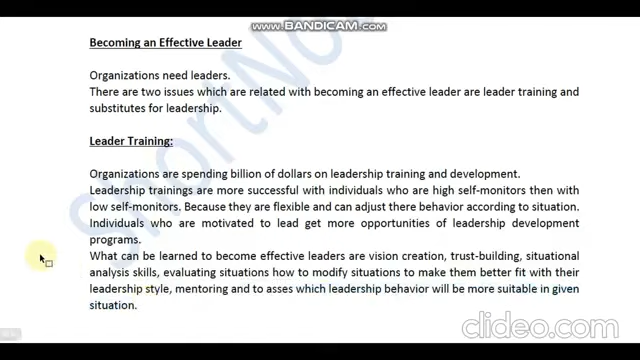 www.BANDICAM.com
Becoming an Effective Leader
Organizations need leaders.
There are two issues which are related with becoming an effective leader are leader training and
substitutes for leadership.
Leader Training:
Organizations are spending billion of dollars on leadership training and development.
Leadership trainings are more successful with individuals who are high self-monitors then with
low self-monitors. Because they are flexible and can adjust there behavior according to situation.
Individuals who are motivated to lead get more opportunities of leadership development
programs.
What can be learned to become effective leaders are vision creation, trust-building, situational
analysis skills, evaluating situations how to modify situations to make them better fit with their
leadership style, mentoring and to asses which leadership behavior will be more suitable in given
situation.
clideo.com